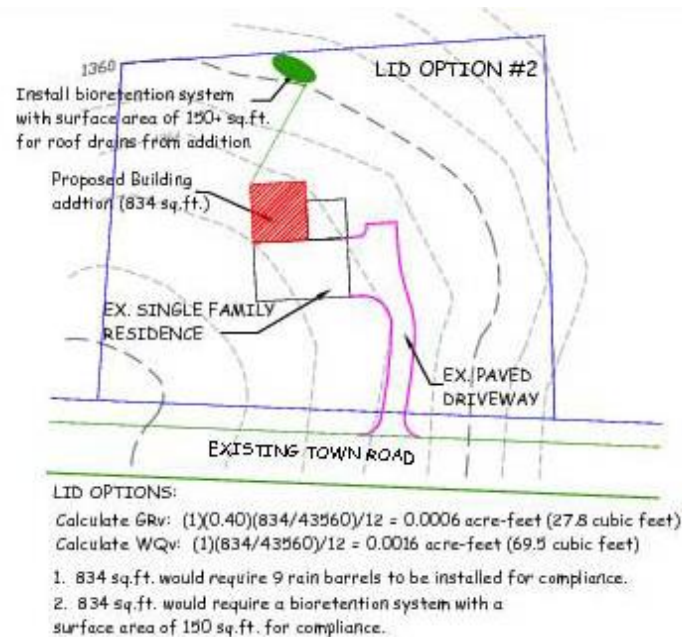 LID OPTION #2
1360
Install bioretention system
with surface area of 150+ sq.ft.
for roof drains from addition
Proposed Building
addtion (834 sq.ft.)
EX. SINGLE FAMILY
RESIDENCE
EX. PAVED
DRIVEWAY
EXISTING TOWN ROAD
LID OPTIONS:
Calculate GRv: (1)(0.40)(834/43560)/12 = 0.0006 acre-feet (27.8 cubic feet)
Calculate WQv: (1)(834/43560)/12 = 0.0016 acre-feet (69.5 cubic feet)
1. 834 sq.ft. would require 9 rain barrels to be installed for compliance.
2. 834 sq.ft. would require a bioretention system with a
surface area of 150 sq.ft. for compliance.